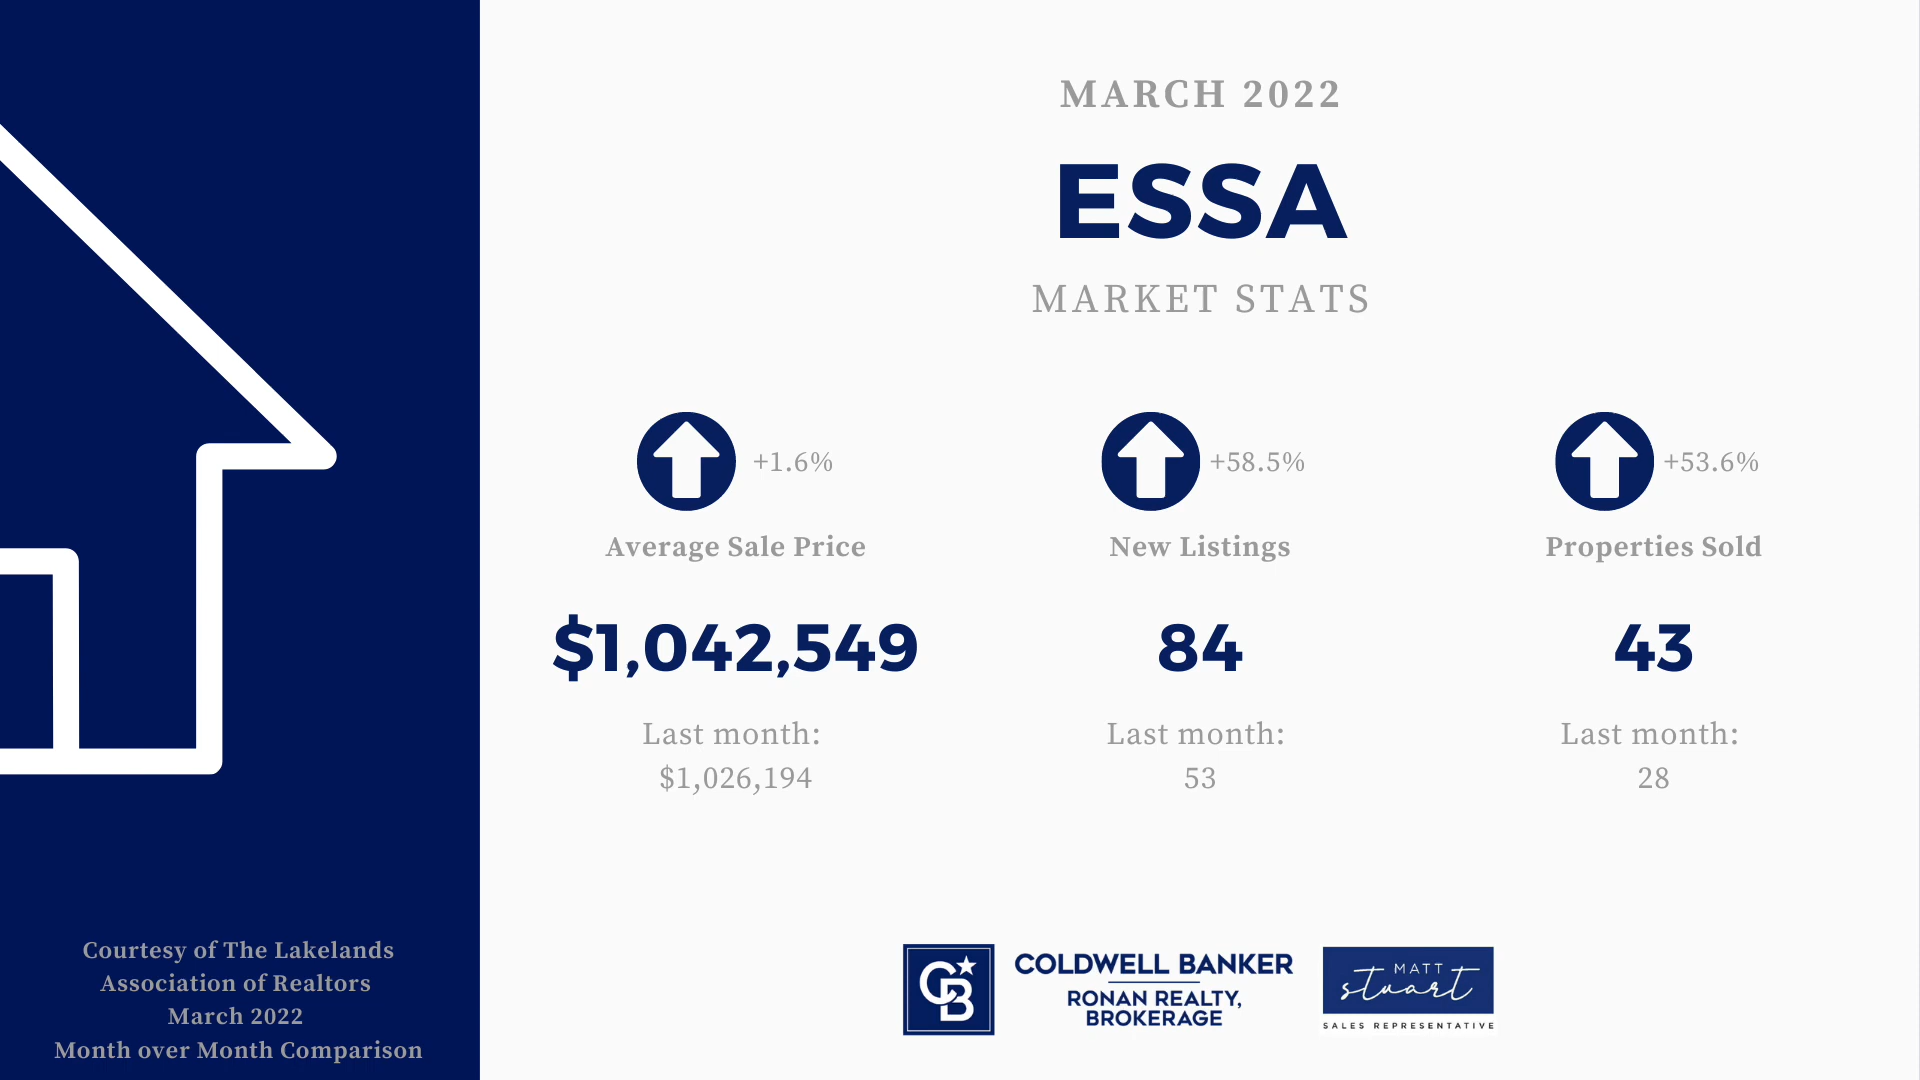 MARCH 2022
ESSA
MARKET STATS
+1.6%
Average Sale Price
$1,042,549
Last month:
$1,026,194
+58.5%
New Listings
84
Last month:
53
+53.6%
Properties Sold
43
Last month:
28
Courtesy of The Lakelands
Association of Realtors
March 2022
Month over Month Comparison
CB
COLDWELL BANKER
RONAN REALTY,
BROKERAGE
MATT
stuart
SALES REPRESENTATIVE